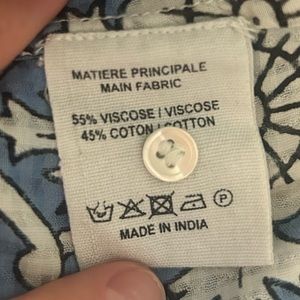 MATIERE PRINCIPALE
MAIN FABRIC
55% VISCOSE / VISCOSE
45% COTON / COTTON
P
MADE IN INDIA